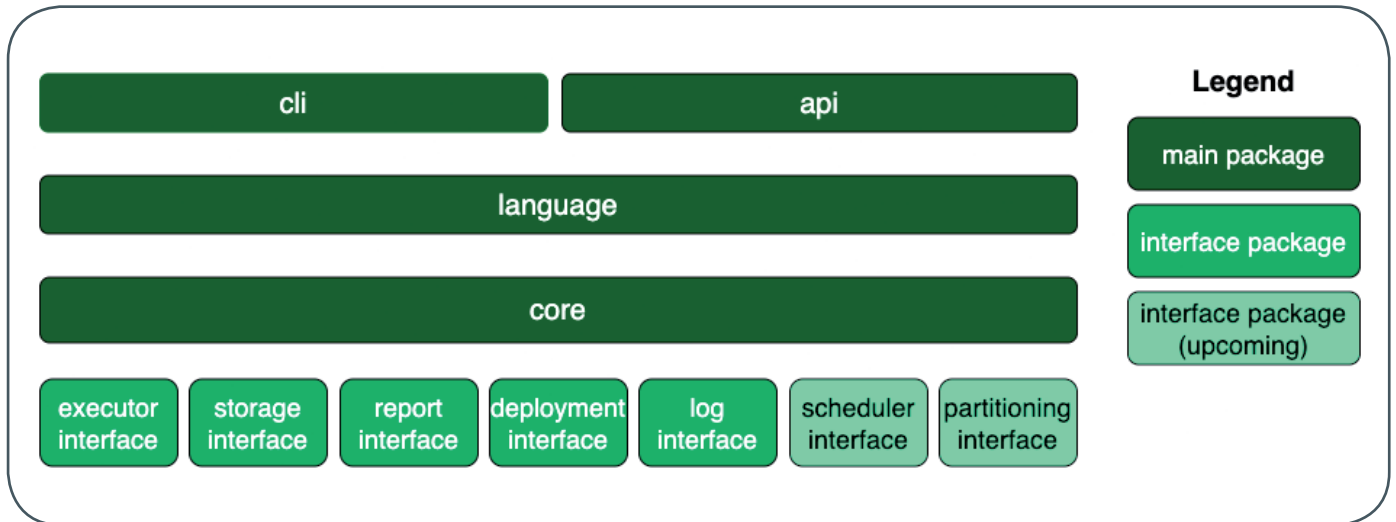 cli
api
language
core
executor
interface
storage
interface
report
interface
deployment
interface
log
interface
scheduler
interface
partitioning
interface
Legend
main package
interface package
interface package
(upcoming)